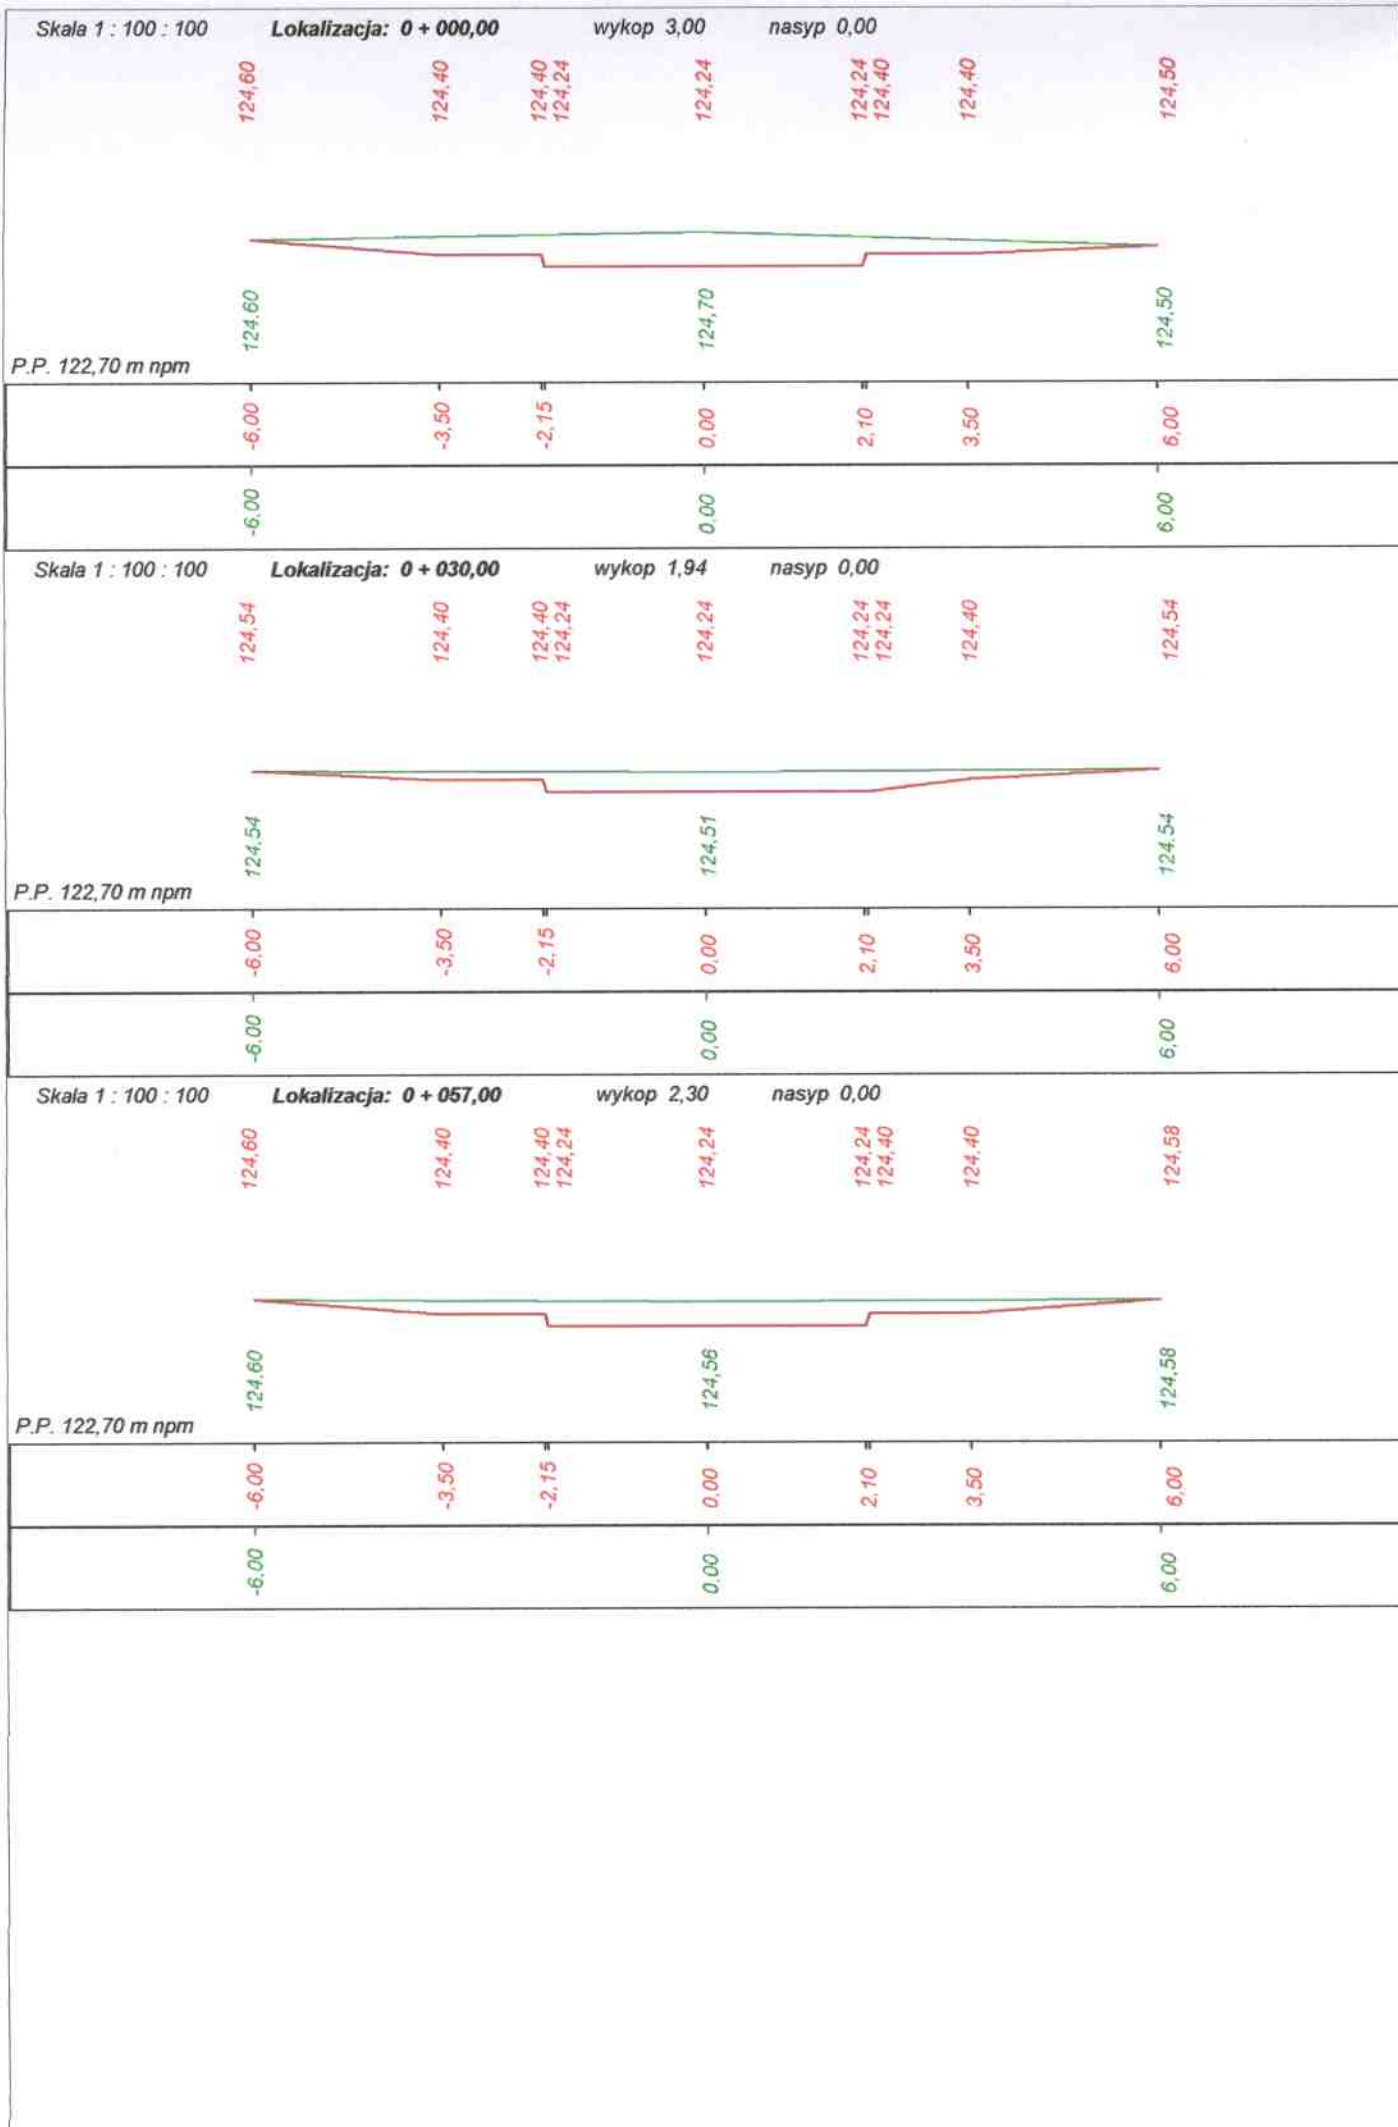 Skala 1 : 100 : 100 Lokalizacja: 0 + 000,00 wykop 3,00 nasyp 0,00
124,60 124,40 124,40 124,24 124,24 124,24 124,40 124,40 124,50
124,60 124,70 124,50
P.P. 122,70 m npm
-6,00 -3,50 -2,15 0,00 2,10 3,50 6,00
-6,00 0,00 6,00
Skala 1 : 100 : 100 Lokalizacja: 0 + 030,00 wykop 1,94 nasyp 0,00
124,54 124,40 124,40 124,24 124,24 124,24 124,24 124,40 124,54
124,54 124,51 124,54
P.P. 122,70 m npm
-6,00 -3,50 -2,15 0,00 2,10 3,50 6,00
-6,00 0,00 6,00
Skala 1 : 100 : 100 Lokalizacja: 0 + 057,00 wykop 2,30 nasyp 0,00
124,60 124,40 124,40 124,24 124,24 124,24 124,40 124,40 124,58
124,60 124,56 124,58
P.P. 122,70 m npm
-6,00 -3,50 -2,15 0,00 2,10 3,50 6,00
-6,00 0,00 6,00